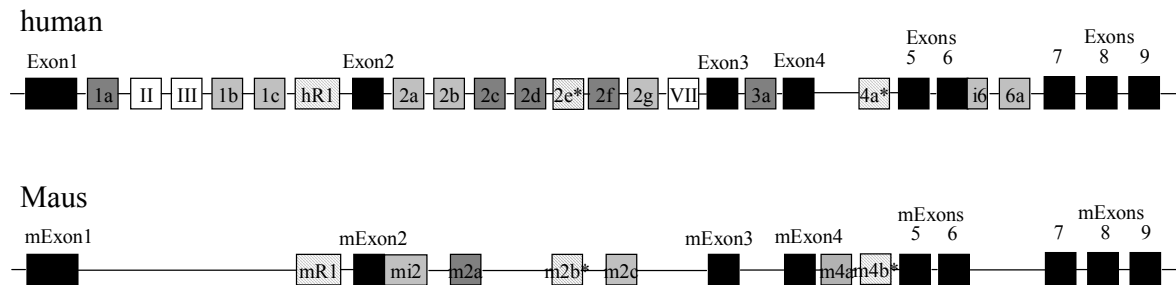 human
Exon1 Exon2 Exon3 Exon4 Exons Exons
5 6 7 8 9
1a II III 1b 1c hR1 2a 2b 2c 2d 2e* 2f 2g VII 3a 4a* i6 6a
Maus
mExon1 mExon2 mExon3 mExon4 mExons mExons
5 6 7 8 9
mR1 mi2 m2a m2b* m2c m4a m4b*